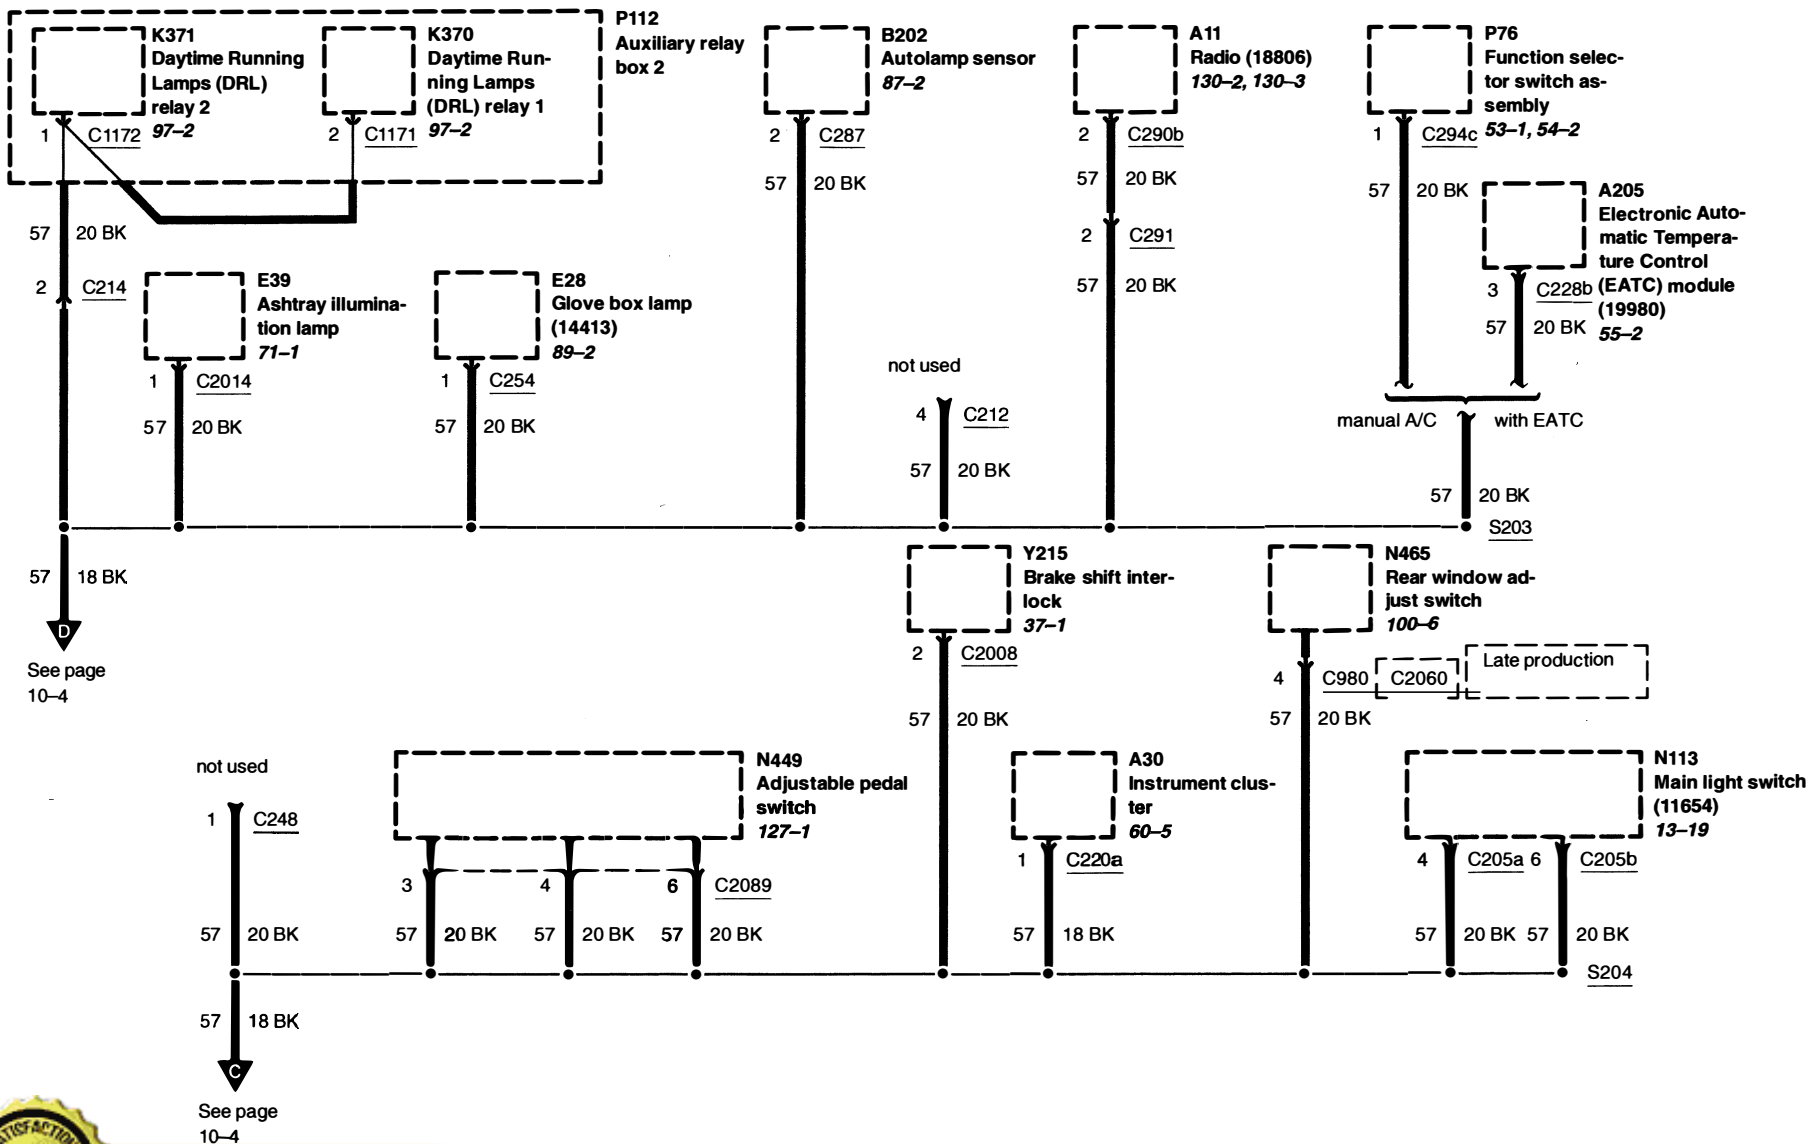 K371
Daytime Running
Lamps (DRL)
relay 2
97–2
1
C1172
K370
Daytime Run-
ning Lamps
(DRL) relay 1
97–2
2
C1171
P112
Auxiliary relay
box 2
B202
Autolamp sensor
87–2
2
C287
57
20 BK
A11
Radio (18806)
130–2, 130–3
2
C290b
57
20 BK
2
C291
57
20 BK
P76
Function selec-
tor switch as-
sembly
53–1, 54–2
1
C294c
57
20 BK
A205
Electronic Auto-
matic Tempera-
ture Control
(EATC) module
(19980)
55–2
3
C228b
57
20 BK
manual A/C
with EATC
57
20 BK
57
20 BK
2
C214
E39
Ashtray illumina-
tion lamp
71–1
1
C2014
57
20 BK
E28
Glove box lamp
(14413)
89–2
1
C254
57
20 BK
not used
4
C212
57
20 BK
S203
57
18 BK
D
See page
10–4
Y215
Brake shift inter-
lock
37–1
2
C2008
57
20 BK
N465
Rear window ad-
just switch
100–6
4
C980
C2060
Late production
57
20 BK
not used
1
C248
57
20 BK
N449
Adjustable pedal
switch
127–1
3
4
6
C2089
57
20 BK
57
20 BK
57
20 BK
A30
Instrument clus-
ter
60–5
1
C220a
57
18 BK
N113
Main light switch
(11654)
13–19
4
C205a
6
C205b
57
20 BK
57
20 BK
S204
57
18 BK
C
See page
10–4